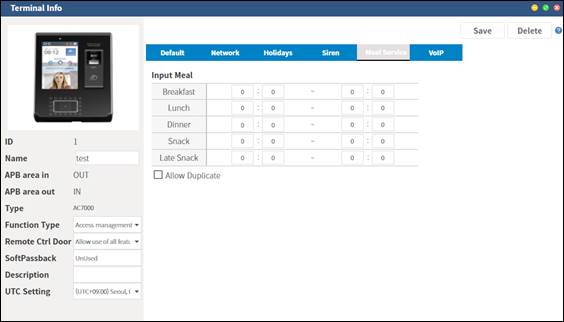 Terminal Info
Save Delete ?
Default Network Holidays Siren Meal Service VoIP
Input Meal
Breakfast 0 : 0 ~ 0 : 0
Lunch 0 : 0 ~ 0 : 0
Dinner 0 : 0 ~ 0 : 0
Snack 0 : 0 ~ 0 : 0
Late Snack 0 : 0 ~ 0 : 0
Allow Duplicate
ID 1
Name test
APB area in OUT
APB area out IN
Type AC7000
Function Type Access management
Remote Ctrl Door Allow use of all featu
SoftPassback UnUsed
Description
UTC Setting (UTC+09:00) Seoul,